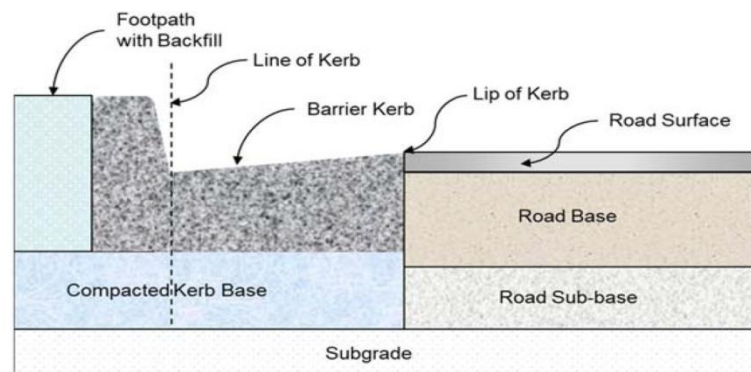 Footpath
with Backfill
Line of Kerb
Barrier Kerb
Lip of Kerb
Road Surface
Road Base
Compacted Kerb Base
Road Sub-base
Subgrade